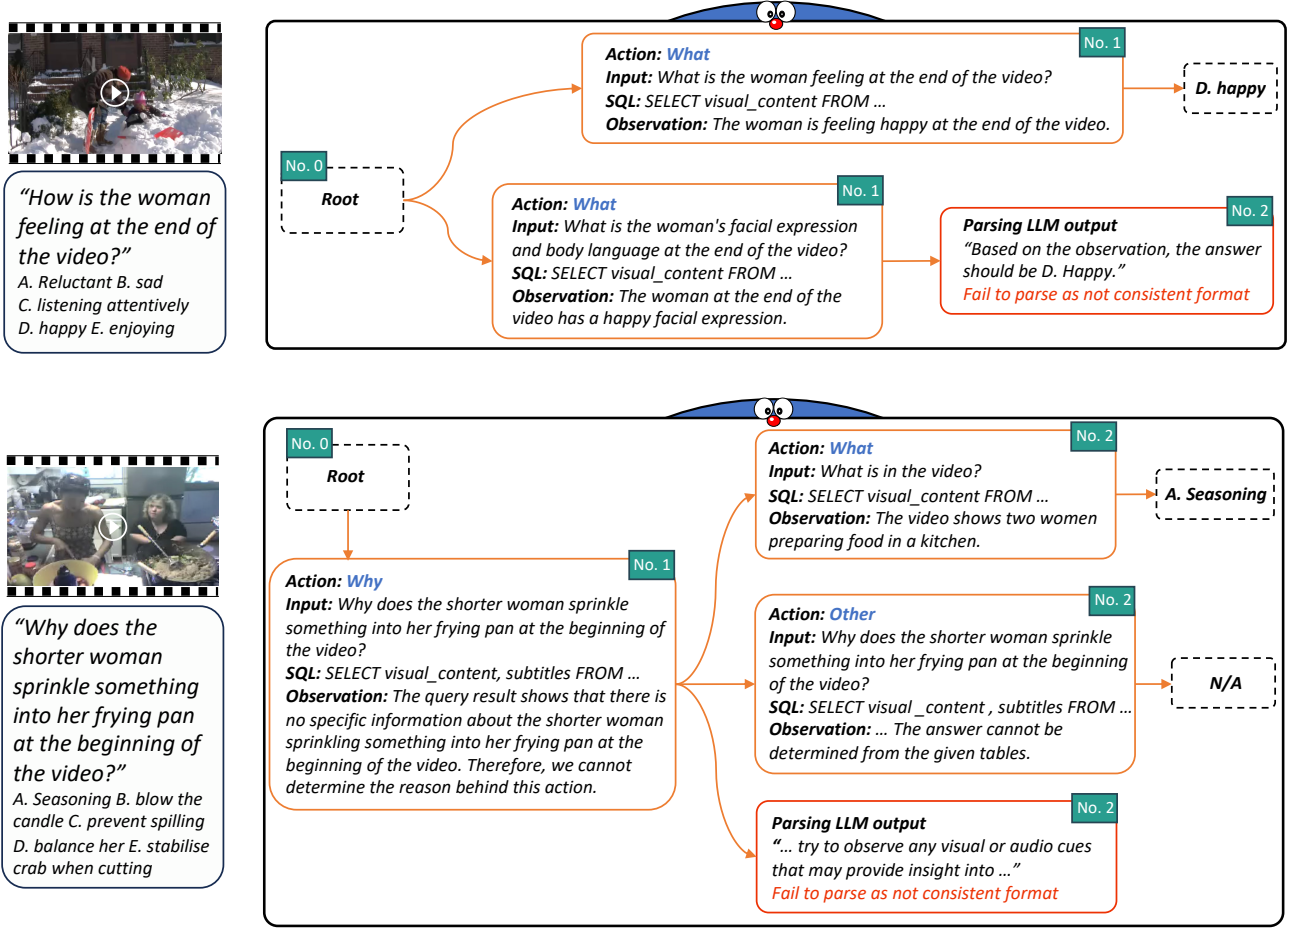 "How is the woman
feeling at the end of
the video?"
A. Reluctant B. sad
C. listening attentively
D. happy E. enjoying
No. 0
Root
No. 1
Action: What
Input: What is the woman feeling at the end of the video?
SQL: SELECT visual_content FROM ...
Observation: The woman is feeling happy at the end of the video.
D. happy
No. 1
Action: What
Input: What is the woman's facial expression
and body language at the end of the video?
SQL: SELECT visual_content FROM ...
Observation: The woman at the end of the
video has a happy facial expression.
No. 2
Parsing LLM output
"Based on the observation, the answer
should be D. Happy."
Fail to parse as not consistent format
"Why does the
shorter woman
sprinkle something
into her frying pan
at the beginning of
the video?"
A. Seasoning B. blow the
candle C. prevent spilling
D. balance her E. stabilise
crab when cutting
No. 0
Root
No. 1
Action: Why
Input: Why does the shorter woman sprinkle
something into her frying pan at the beginning of
the video?
SQL: SELECT visual_content, subtitles FROM ...
Observation: The query result shows that there is
no specific information about the shorter woman
sprinkling something into her frying pan at the
beginning of the video. Therefore, we cannot
determine the reason behind this action.
No. 2
Action: What
Input: What is in the video?
SQL: SELECT visual_content FROM ...
Observation: The video shows two women
preparing food in a kitchen.
A. Seasoning
No. 2
Action: Other
Input: Why does the shorter woman sprinkle
something into her frying pan at the beginning
of the video?
SQL: SELECT visual _content , subtitles FROM ...
Observation: ... The answer cannot be
determined from the given tables.
N/A
No. 2
Parsing LLM output
"... try to observe any visual or audio cues
that may provide insight into ..."
Fail to parse as not consistent format